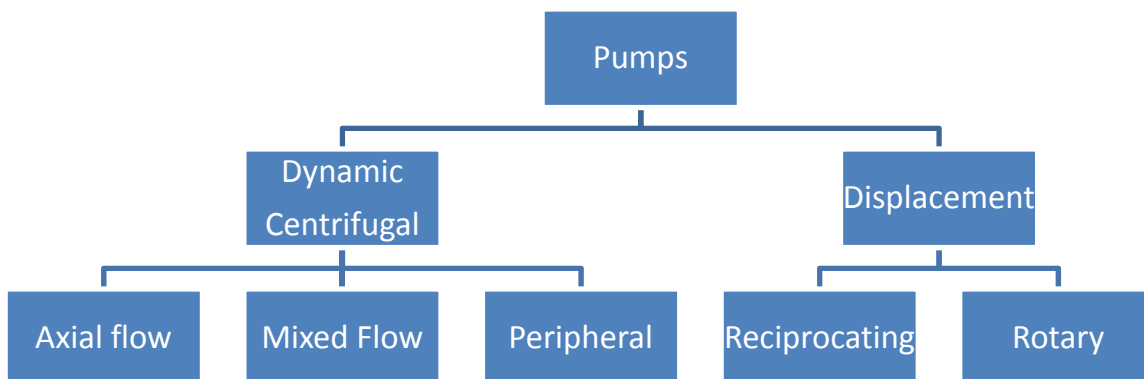 Pumps
Dynamic
Centrifugal
Displacement
Axial flow
Mixed Flow
Peripheral
Reciprocating
Rotary